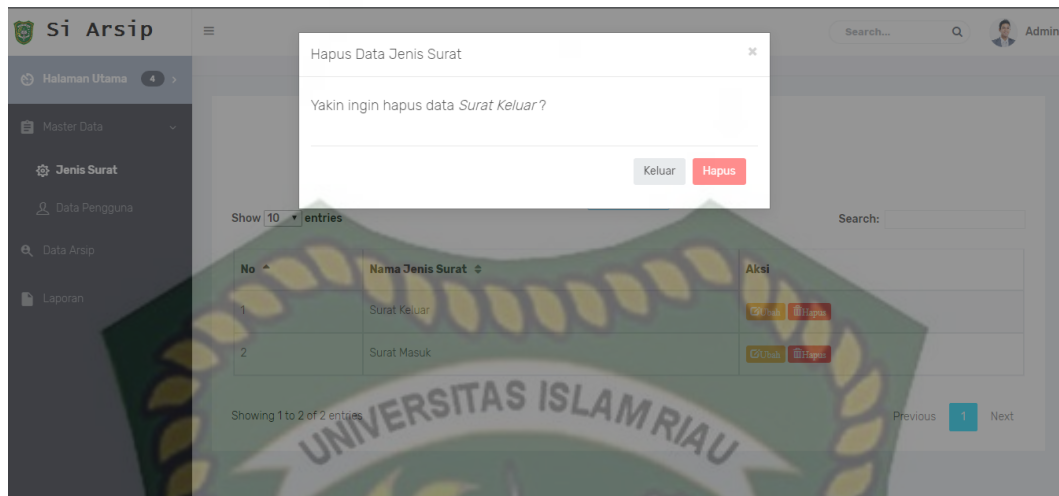 Si Arsip
Search...
Admin
Hapus Data Jenis Surat
×
Halaman Utama 4
Yakin ingin hapus data Surat Keluar?
Master Data
Jenis Surat
Keluar Hapus
Data Pengguna
Show 10 entries
Search:
Data Arsip
No Nama Jenis Surat Aksi
Laporan
1 Surat Keluar Ubah Hapus
2 Surat Masuk Ubah Hapus
Showing 1 to 2 of 2 entries
Previous 1 Next
UNIVERSITAS ISLAM RIAU